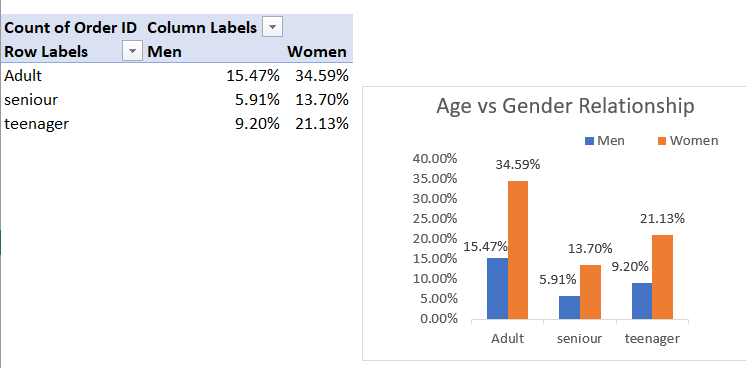 Count of Order ID Column Labels
Row Labels Men Women
Adult 15.47% 34.59%
seniour 5.91% 13.70%
teenager 9.20% 21.13%
Age vs Gender Relationship
Men Women
40.00%
35.00%
30.00%
25.00%
20.00%
15.00%
10.00%
5.00%
0.00%
34.59%
15.47%
13.70%
5.91%
21.13%
9.20%
Adult seniour teenager